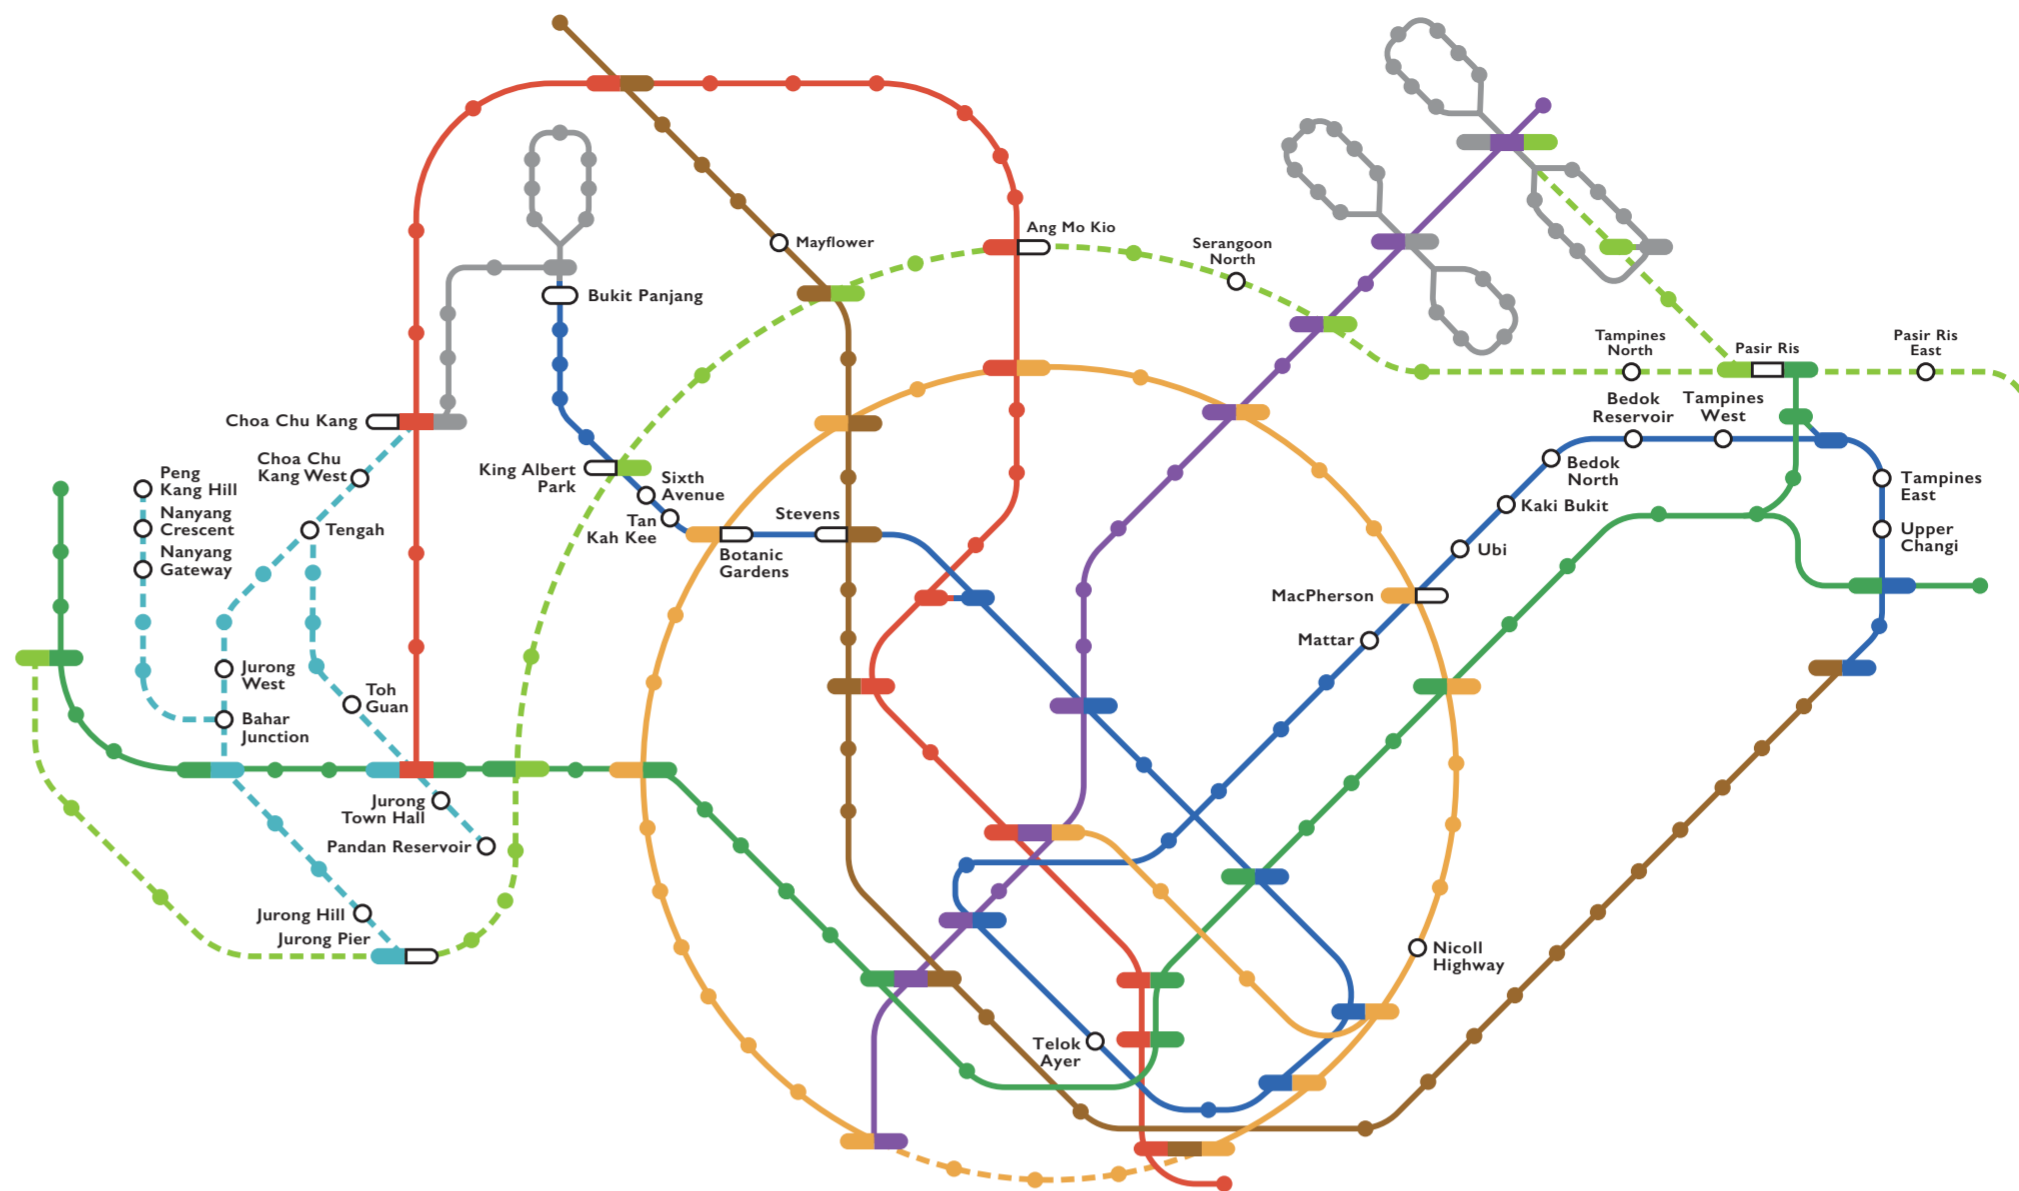 Ang Mo Kio
Mayflower
Serangoon
North
Bukit Panjang
Tampines
North
Pasir Ris
Pasir Ris
East
Bedok
Reservoir
Tampines
West
Choa Chu Kang
Choa Chu
Kang West
King Albert
Park
Sixth
Avenue
Bedok
North
Peng
Kang Hill
Tampines
East
Nanyang
Crescent
Tengah
Tan
Kah Kee
Stevens
Kaki Bukit
Upper
Changi
Nanyang
Gateway
Botanic
Gardens
Ubi
MacPherson
Mattar
Jurong
West
Toh
Guan
Bahar
Junction
Jurong
Town Hall
Pandan Reservoir
Jurong Hill
Jurong Pier
Nicoll
Highway
Telok
Ayer